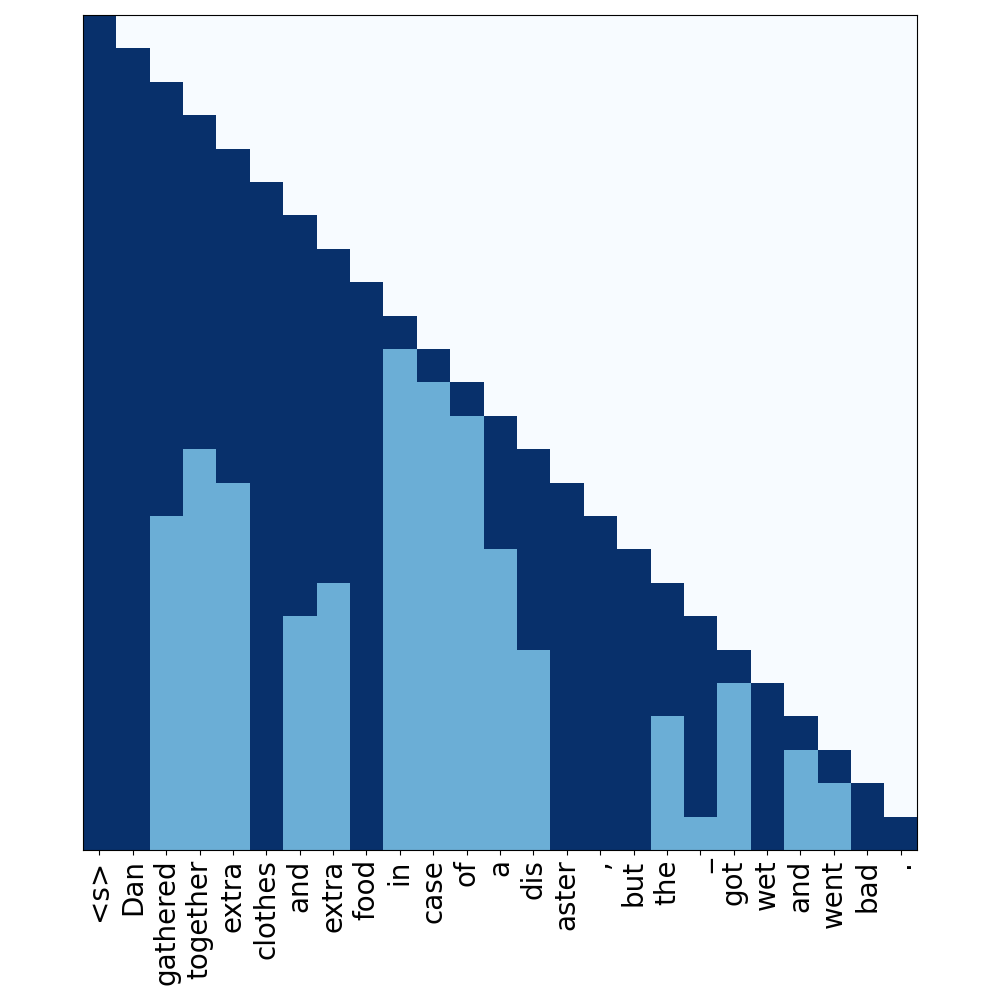 <s> Dan gathered together extra clothes and extra food in case of a dis aster , but the _ got wet and went bad .